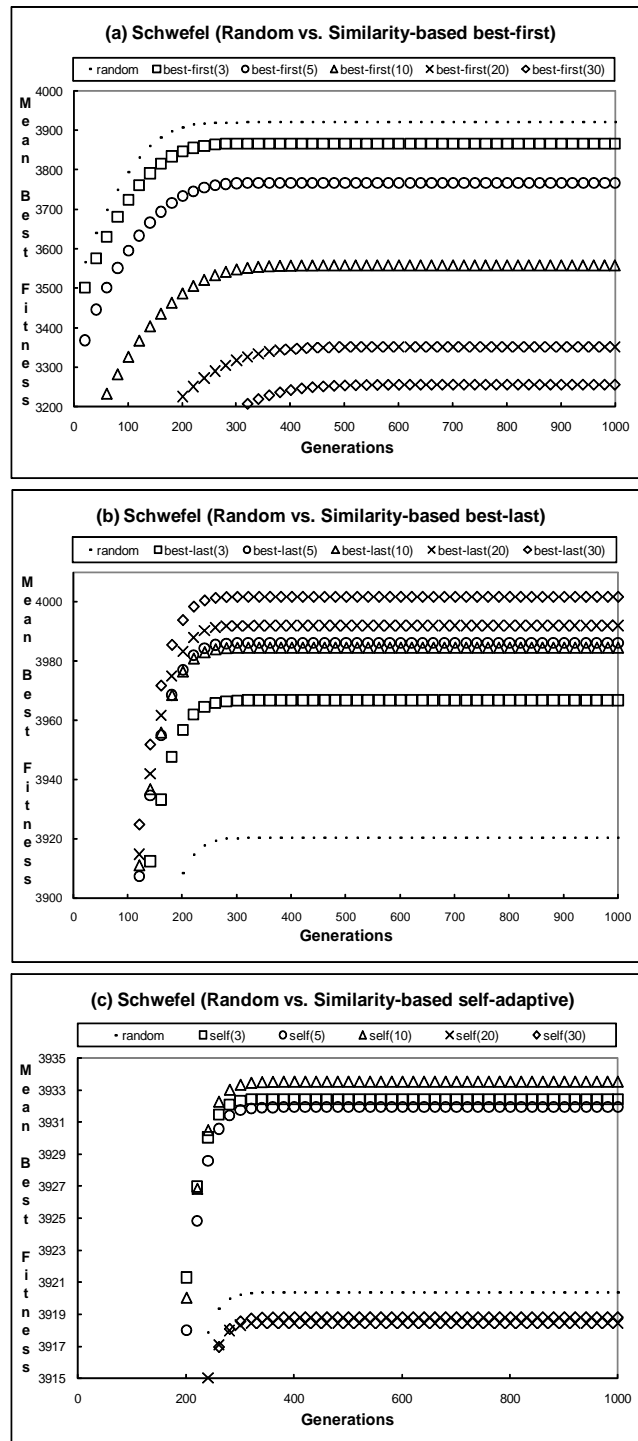 (a) Schwefel (Random vs. Similarity-based best-first)
random best-first(3) best-first(5) best-first(10) best-first(20) best-first(30)
Mean Best Fitness
4000
3900
3800
3700
3600
3500
3400
3300
3200
0 100 200 300 400 500 600 700 800 900 1000
Generations
(b) Schwefel (Random vs. Similarity-based best-last)
random best-last(3) best-last(5) best-last(10) best-last(20) best-last(30)
Mean Best Fitness
4000
3980
3960
3940
3920
3900
0 100 200 300 400 500 600 700 800 900 1000
Generations
(c) Schwefel (Random vs. Similarity-based self-adaptive)
random self(3) self(5) self(10) self(20) self(30)
Mean Best Fitness
3935
3933
3931
3929
3927
3925
3923
3921
3919
3917
3915
0 200 400 600 800 1000
Generations